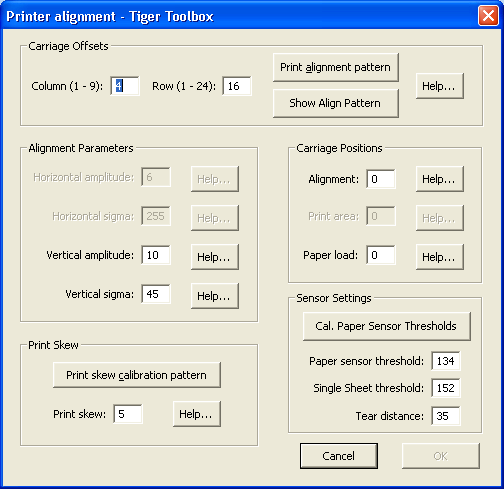 Printer alignment - Tiger Toolbox
Carriage Offsets
Column (1 - 9): 4 Row (1 - 24): 16 Print alignment pattern Help...
Show Align Pattern
Alignment Parameters
Horizontal amplitude: 6 Help...
Horizontal sigma: 255 Help...
Vertical amplitude: 10 Help...
Vertical sigma: 45 Help...
Carriage Positions
Alignment: 0 Help...
Print area: 0 Help...
Paper load: 0 Help...
Print Skew
Print skew calibration pattern
Print skew: 5 Help...
Sensor Settings
Cal. Paper Sensor Thresholds
Paper sensor threshold: 134
Single Sheet threshold: 152
Tear distance: 35
Cancel OK